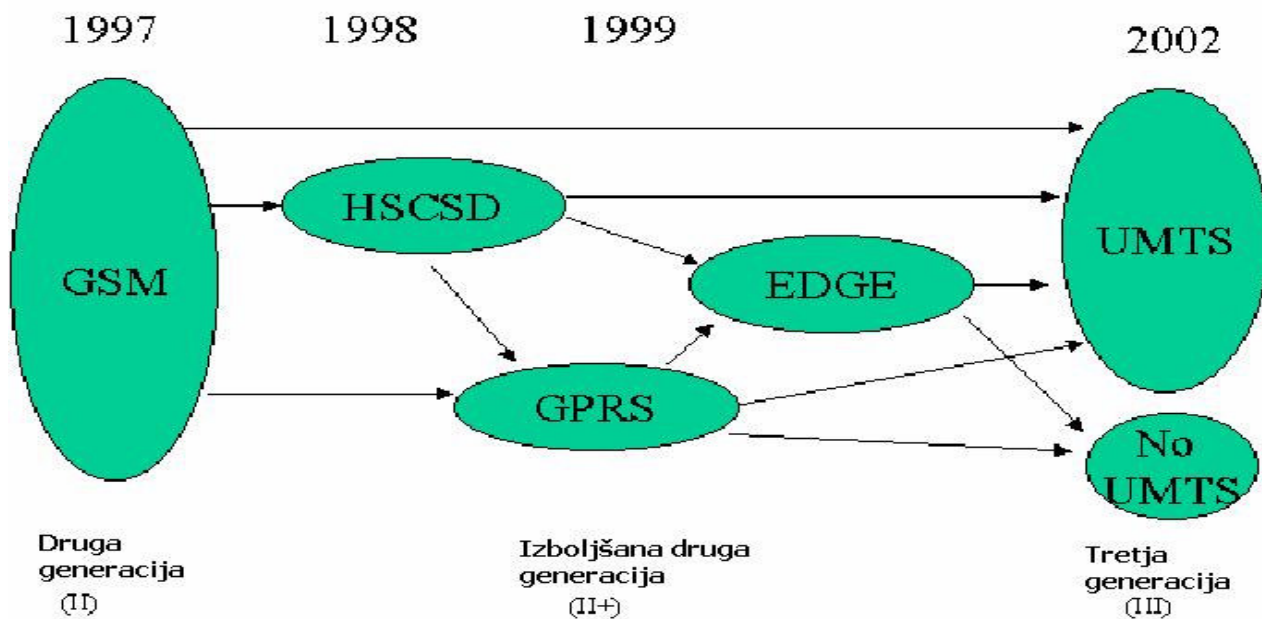 1997 1998 1999 2002
GSM
HSCSD
EDGE
GPRS
UMTS
No
UMTS
Druga
generacija
(II)
Izboljšana druga
generacija
(II+)
Tretja
generacija
(III)